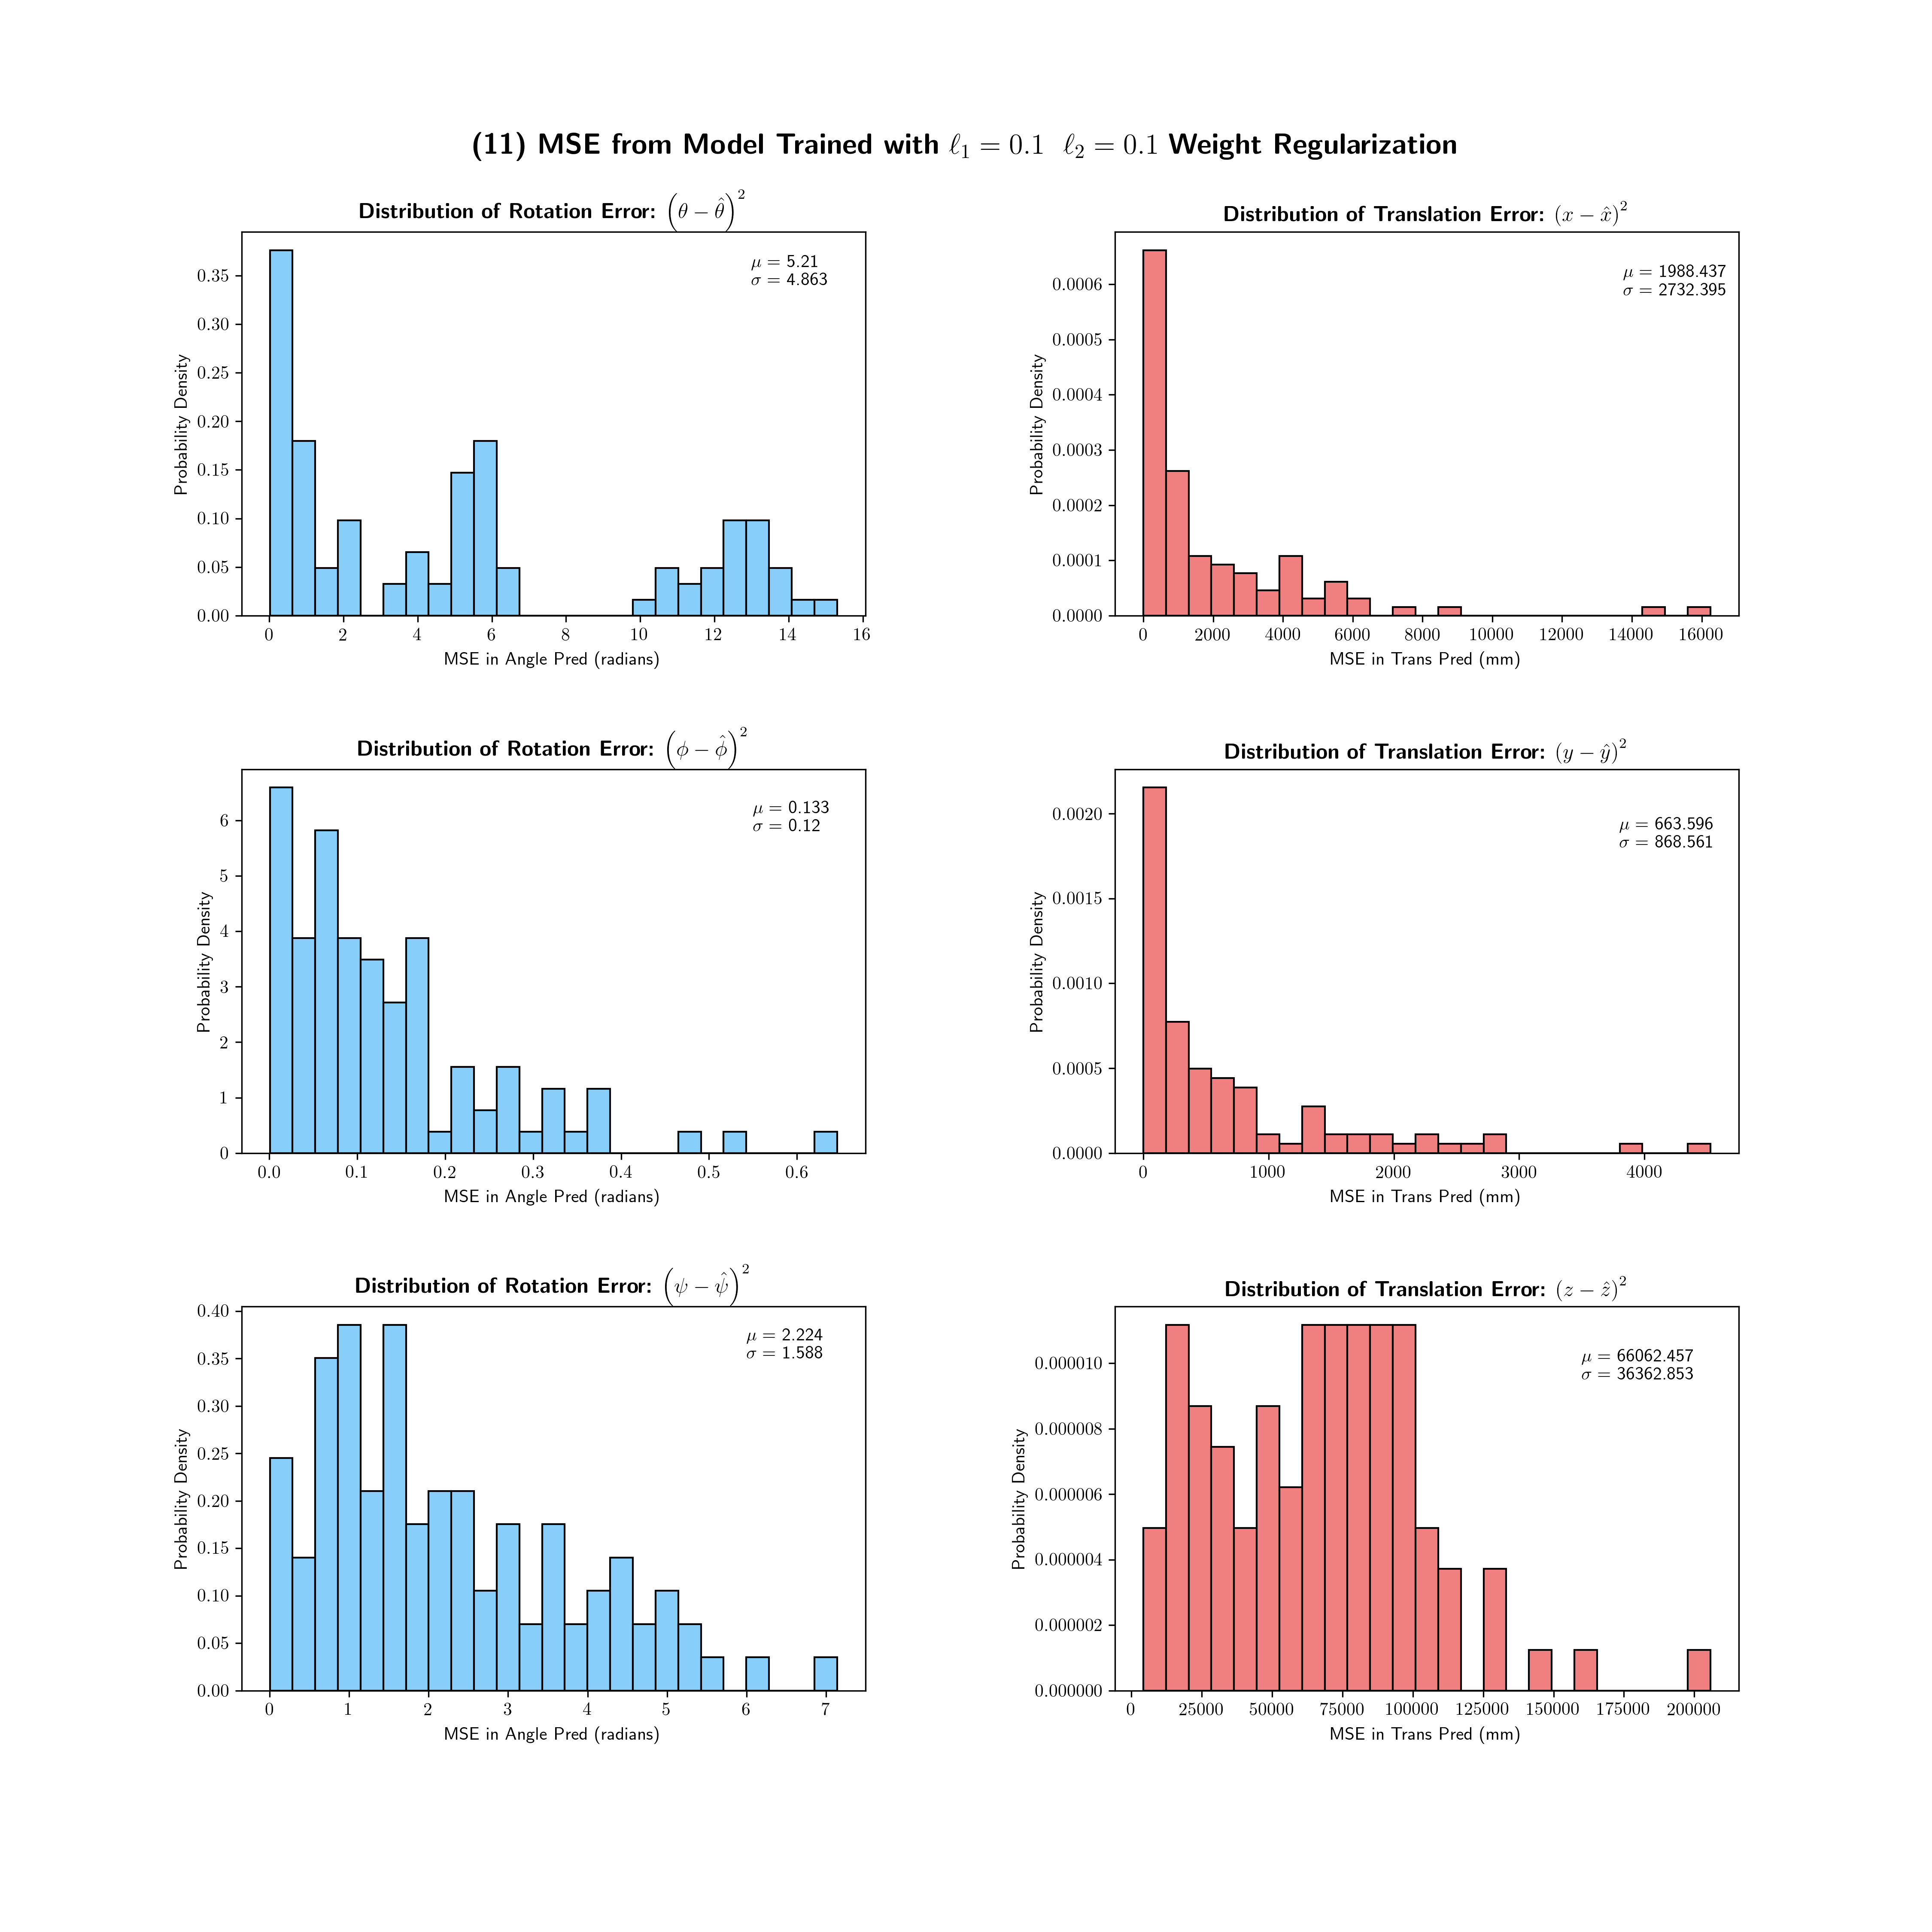 (11) MSE from Model Trained with ℓ₁ = 0.1 ℓ₂ = 0.1 Weight Regularization
Distribution of Rotation Error: (θ − θ̂)²
μ = 5.21
σ = 4.863
Probability Density
0.35
0.30
0.25
0.20
0.15
0.10
0.05
0.00
0 2 4 6 8 10 12 14 16
MSE in Angle Pred (radians)
Distribution of Translation Error: (x − x̂)²
μ = 1988.437
σ = 2732.395
Probability Density
0.0006
0.0005
0.0004
0.0003
0.0002
0.0001
0.0000
0 2000 4000 6000 8000 10000 12000 14000 16000
MSE in Trans Pred (mm)
Distribution of Rotation Error: (ϕ − ϕ̂)²
μ = 0.133
σ = 0.12
Probability Density
6
5
4
3
2
1
0
0.0 0.1 0.2 0.3 0.4 0.5 0.6
MSE in Angle Pred (radians)
Distribution of Translation Error: (y − ŷ)²
μ = 663.596
σ = 868.561
Probability Density
0.0020
0.0015
0.0010
0.0005
0.0000
0 1000 2000 3000 4000
MSE in Trans Pred (mm)
Distribution of Rotation Error: (ψ − ψ̂)²
μ = 2.224
σ = 1.588
Probability Density
0.40
0.35
0.30
0.25
0.20
0.15
0.10
0.05
0.00
0 1 2 3 4 5 6 7
MSE in Angle Pred (radians)
Distribution of Translation Error: (z − ẑ)²
μ = 66062.457
σ = 36362.853
Probability Density
0.000010
0.000008
0.000006
0.000004
0.000002
0.000000
0 25000 50000 75000 100000 125000 150000 175000 200000
MSE in Trans Pred (mm)